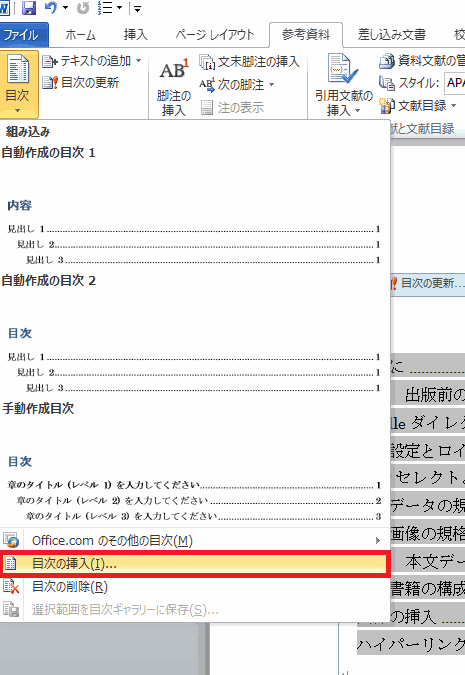 ファイル ホーム 挿入 ページ レイアウト 参考資料 差し込み文書 校
目次
テキストの追加
目次の更新
AB¹
脚注の
挿入
文末脚注の挿入
次の脚注
注の表示
引用文献の
挿入
資料文献の管
スタイル: APA
文献目録
と文献目録
組み込み
自動作成の目次 1
内容
見出し 1 1
見出し 2 1
見出し 3 1
自動作成の目次 2
目次
見出し 1 1
見出し 2 1
見出し 3 1
手動作成目次
目次
章のタイトル (レベル 1) を入力してください 1
章のタイトル (レベル 2) を入力してください 2
章のタイトル (レベル 3) を入力してください 3
Office.com のその他の目次(M)
目次の挿入(I)...
目次の削除(R)
選択範囲を目次ギャラリーに保存(S)...
目次の更新...
に
出版前の
lle ダイレク
設定とロイ
セレクト
データの規
画像の規格
本文デー
書籍の構成
の挿入
ハイパーリンク